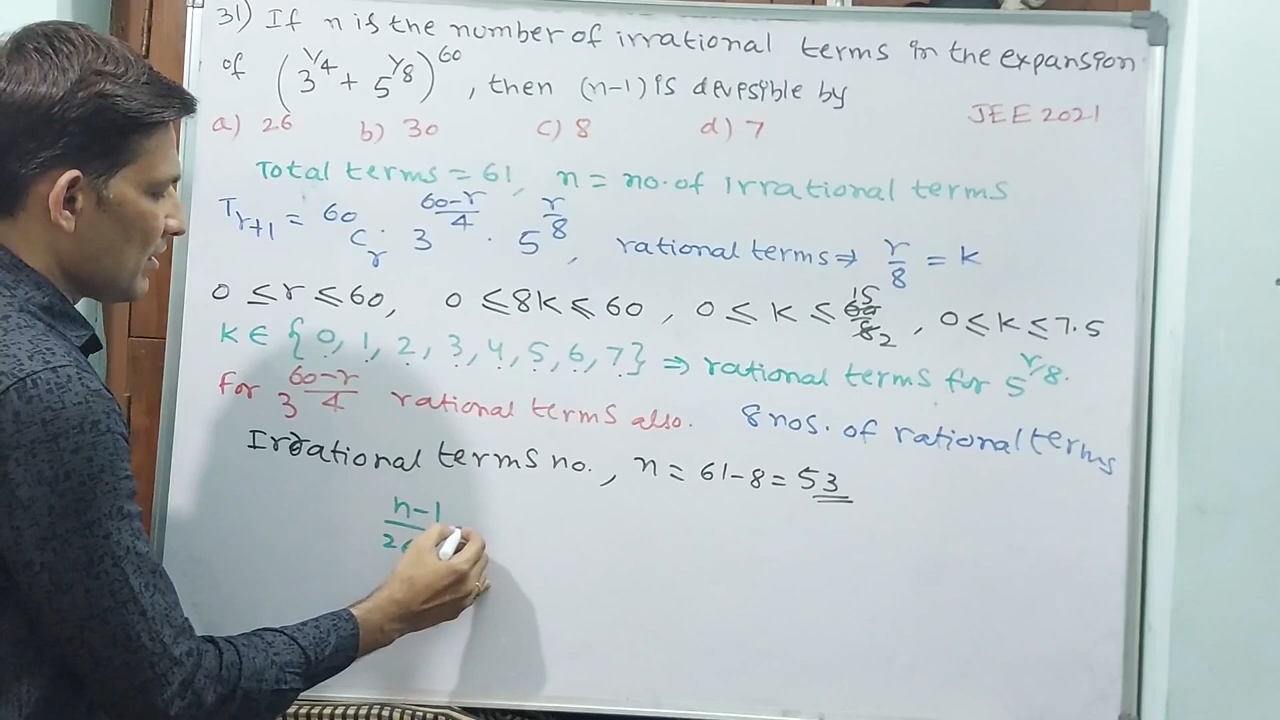 31) If n is the number of irrational terms in the expansion
of (3^1/4 + 5^1/8)^60, then (n-1) is devesible by
a) 26 b) 30 c) 8 d) 7 JEE 2021
Total terms = 61, n = no. of irrational terms
T_r+1 = 60C_r · 3^(60-r)/4 · 5^r/8, rational terms ⇒ r/8 = k
0 ≤ r ≤ 60, 0 ≤ 8k ≤ 60, 0 ≤ k ≤ 60/8 15/2, 0 ≤ k ≤ 7.5
k ∈ {0, 1, 2, 3, 4, 5, 6, 7} ⇒ rational terms for 5^r/8.
For 3^(60-r)/4 rational terms also. 8 nos. of rational terms
Irrational terms no., n = 61-8 = 53
n-1